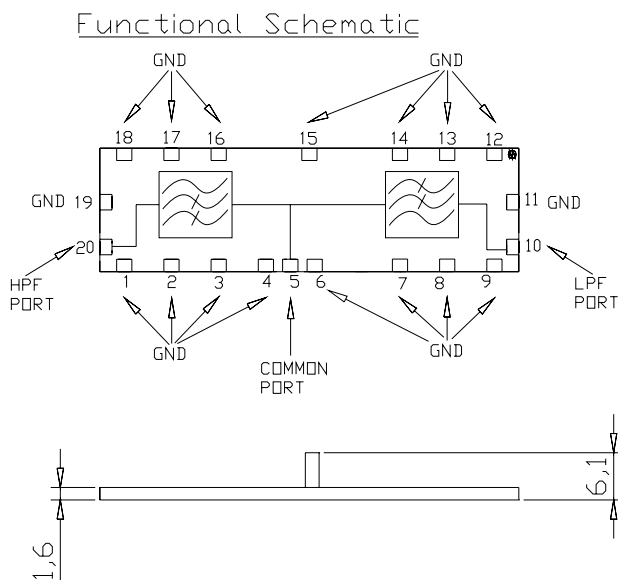 Functional Schematic
GND GND
18 17 16 15 14 13 12
GND 19 11 GND
20 10
HPF PORT
LPF PORT
1 2 3 4 5 6 7 8 9
GND GND
COMMON
PORT
6,1
1,6